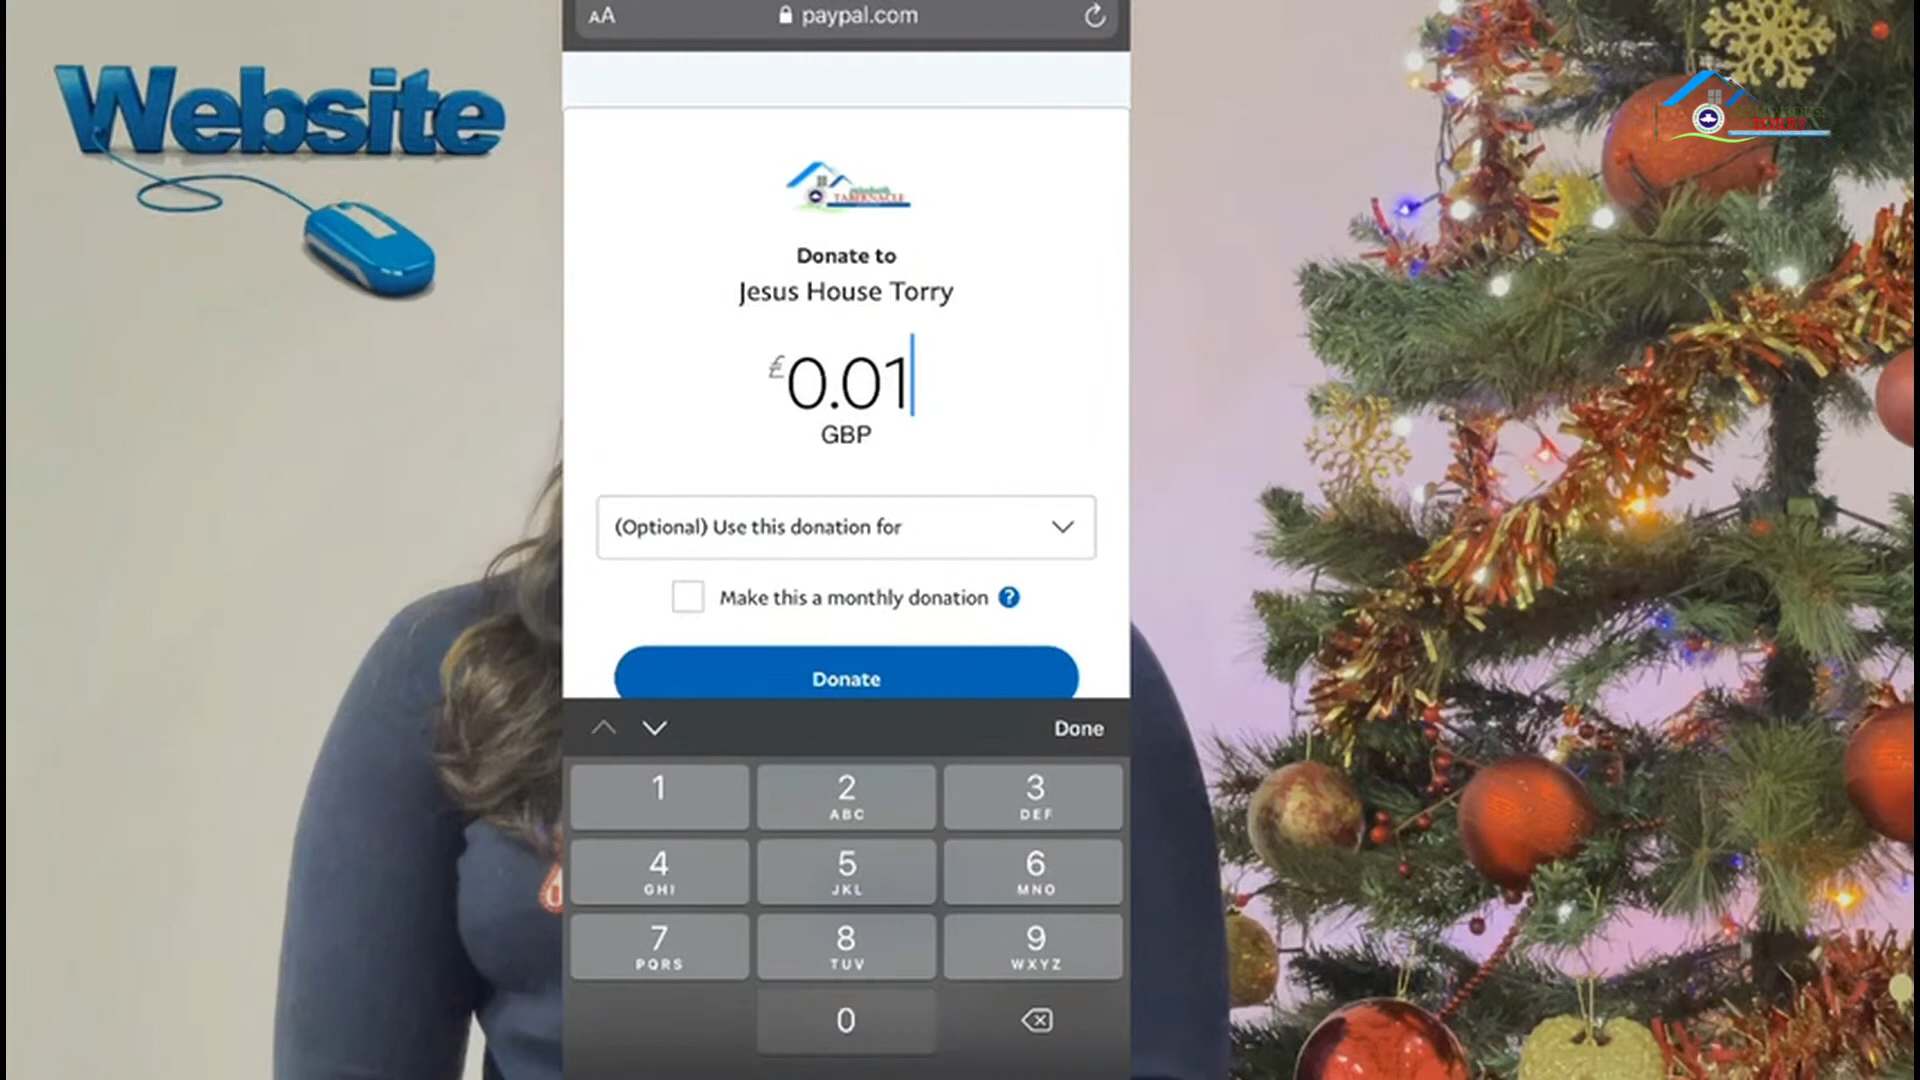 Website
AA
paypal.com
TABERNACLE
Donate to
Jesus House Torry
£0.01
GBP
(Optional) Use this donation for
Make this a monthly donation ?
Donate
Done
1
2
ABC
3
DEF
4
GHI
5
JKL
6
MNO
7
PQRS
8
TUV
9
WXYZ
0
TORRY